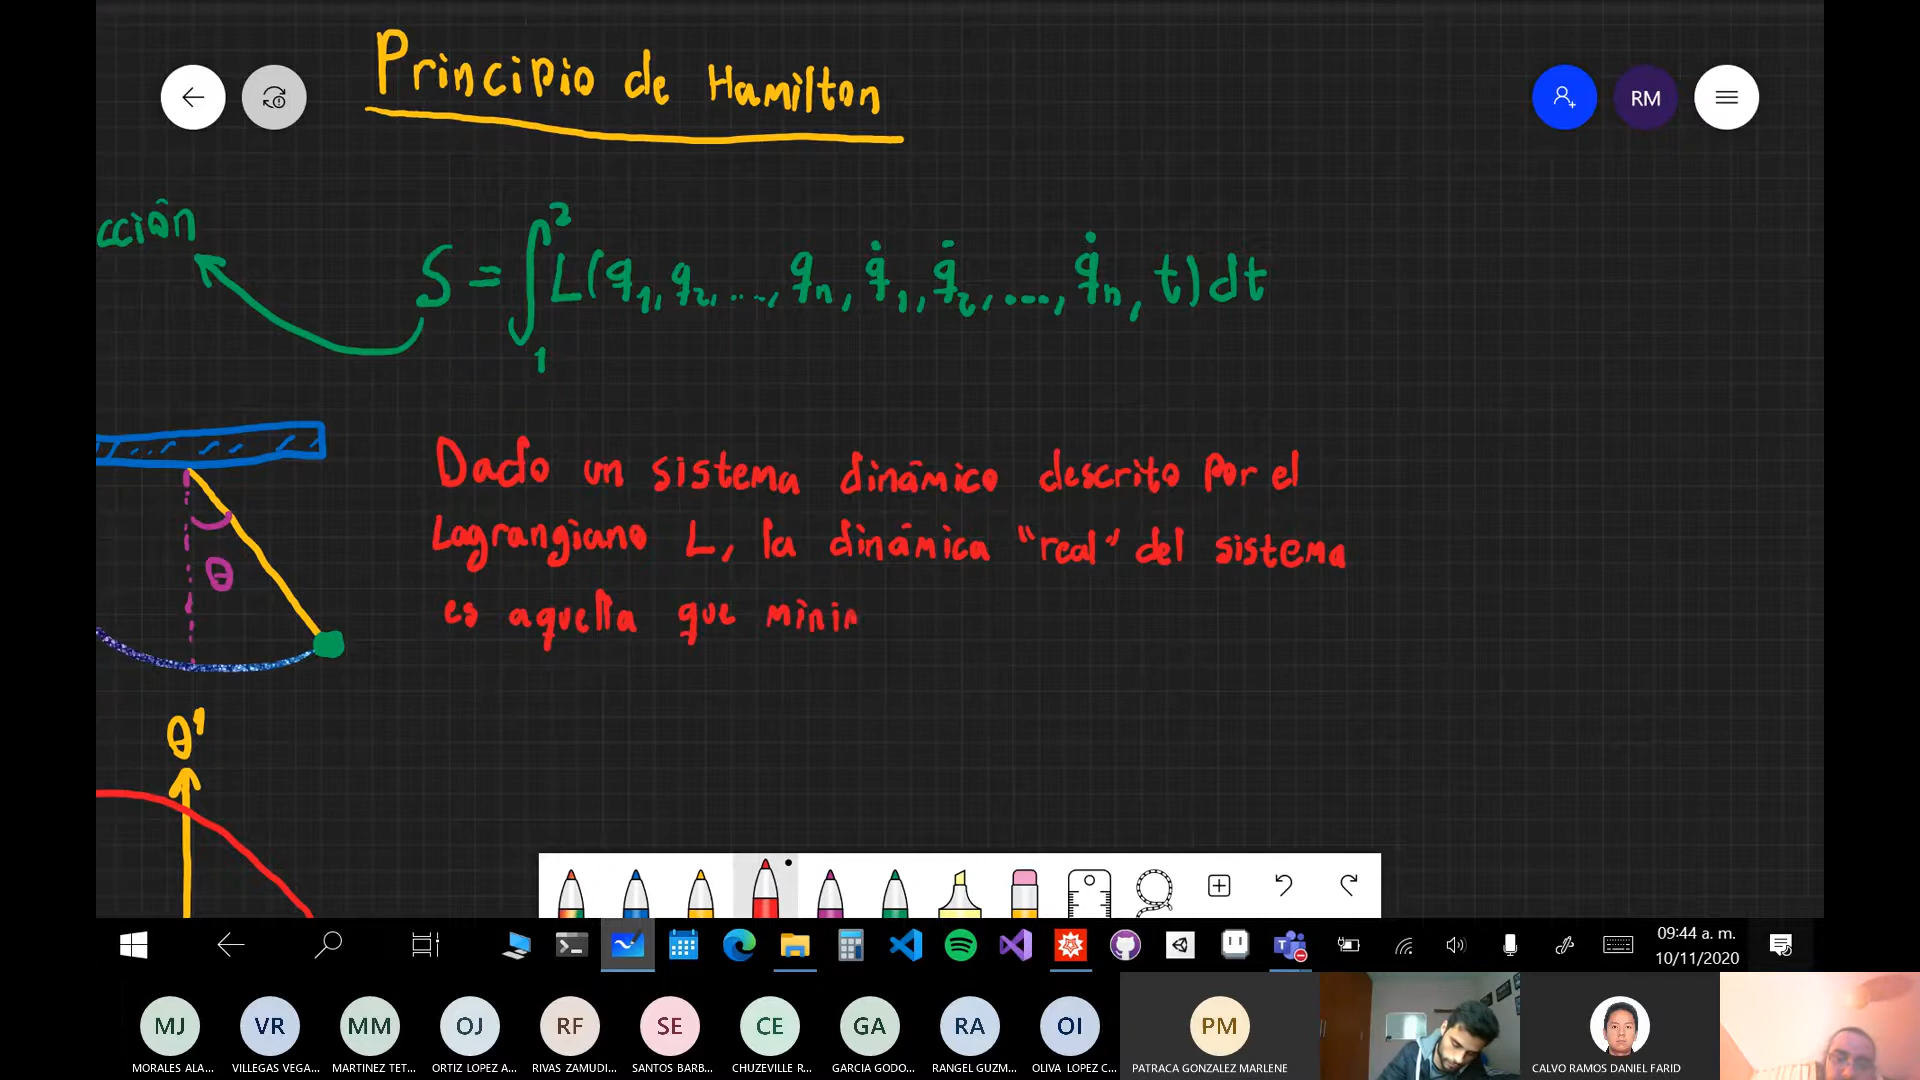 Principio de Hamilton
RM
cción
S = ∫₁² L(q₁, q₂, ..., qₙ, q̇₁, q̇₂, ..., q̇ₙ, t) dt
Dado un sistema dinámico descrito por el
Lagrangiano L, la dinámica "real" del sistema
es aquella que minim
θ
θ'
09:44 a. m.
10/11/2020
MJ
VR
MM
OJ
RF
SE
CE
GA
RA
OI
PM
MORALES ALA...
VILLEGAS VEGA...
MARTINEZ TET...
ORTIZ LOPEZ A...
RIVAS ZAMUDI...
SANTOS BARB...
CHUZEVILLE R...
GARCIA GODO...
RANGEL GUZM...
OLIVA LOPEZ C...
PATRACA GONZALEZ MARLENE
CALVO RAMOS DANIEL FARID